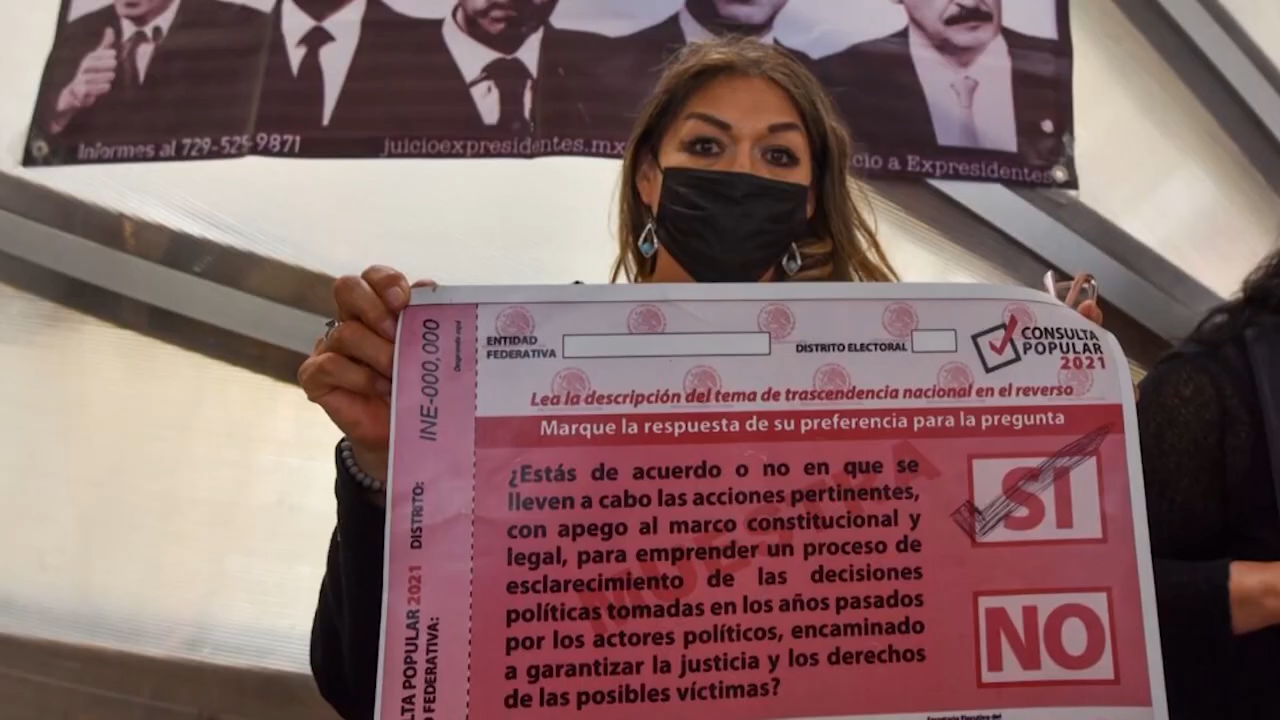 Informes al 729-525-9871
juicioexpresidentes.mx
cio a Expresidentes
INE-000,000
DISTRITO:
LTA POPULAR 2021
FEDERATIVA:
ENTIDAD
FEDERATIVA
DISTRITO ELECTORAL
CONSULTA
POPULAR
2021
Lea la descripción del tema de trascendencia nacional en el reverso
Marque la respuesta de su preferencia para la pregunta
¿Estás de acuerdo o no en que se
lleven a cabo las acciones pertinentes,
con apego al marco constitucional y
legal, para emprender un proceso de
esclarecimiento de las decisiones
políticas tomadas en los años pasados
por los actores políticos, encaminado
a garantizar la justicia y los derechos
de las posibles víctimas?
MUESTRA
SÍ
NO